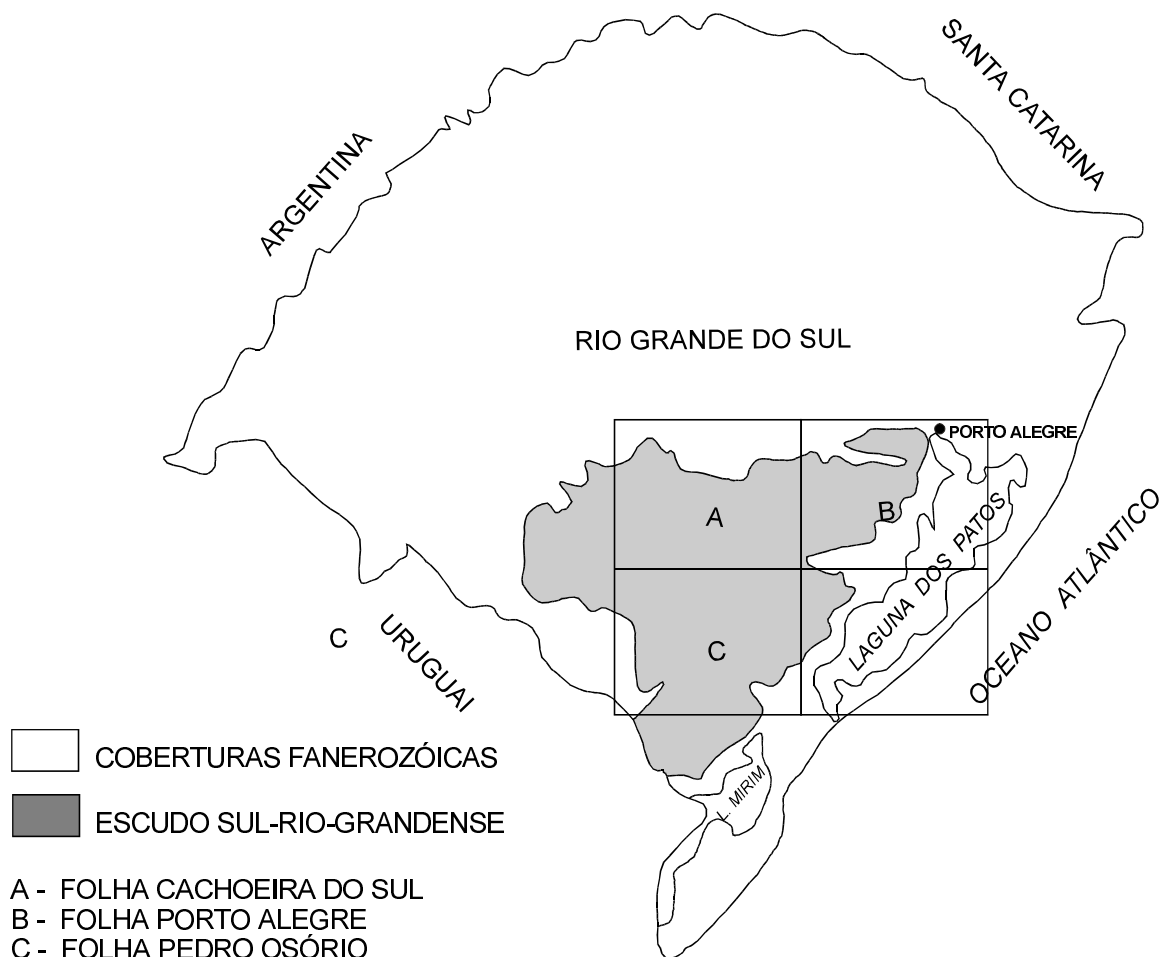 SANTA CATARINA
ARGENTINA
RIO GRANDE DO SUL
PORTO ALEGRE
A
B
LAGUNA DOS PATOS
OCEANO ATLÂNTICO
C
URUGUAI
C
L. MIRIM
COBERTURAS FANEROZÓICAS
ESCUDO SUL-RIO-GRANDENSE
A - FOLHA CACHOEIRA DO SUL
B - FOLHA PORTO ALEGRE
C - FOLHA PEDRO OSÓRIO